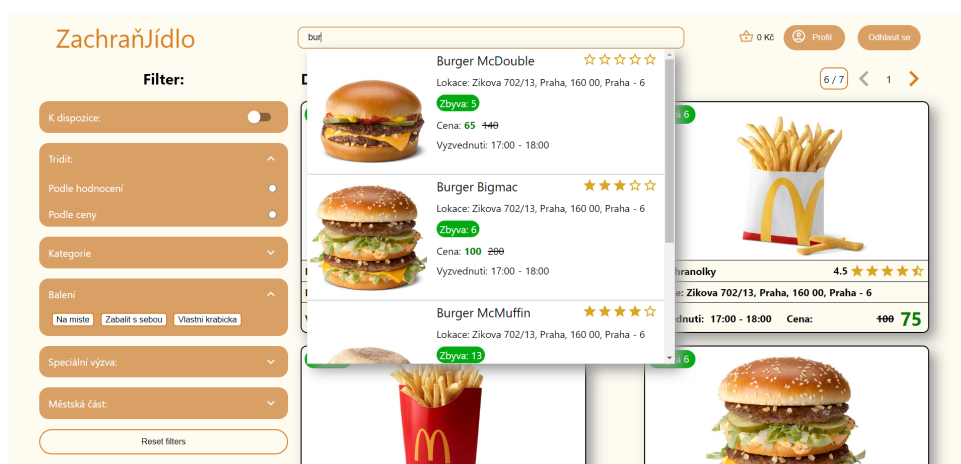 ZachraňJídlo
bur
0 Kč
Profil
Odhlasit se
Filter:
6 / 7
1
K dispozice:
Tridit:
Podle hodnocení
Podle ceny
Kategorie
Balení
Na miste
Zabalit s sebou
Vlastni krabicka
Speciální výzva:
Městská část:
Reset filters
Burger McDouble
Lokace: Zikova 702/13, Praha, 160 00, Praha - 6
Zbyva: 5
Cena: 65 140
Vyzvednuti: 17:00 - 18:00
Burger Bigmac
Lokace: Zikova 702/13, Praha, 160 00, Praha - 6
Zbyva: 6
Cena: 100 200
Vyzvednuti: 17:00 - 18:00
Burger McMuffin
Lokace: Zikova 702/13, Praha, 160 00, Praha - 6
Zbyva: 13
6
4.5
Zikova 702/13, Praha, 160 00, Praha - 6
17:00 - 18:00 Cena: 100 75
6